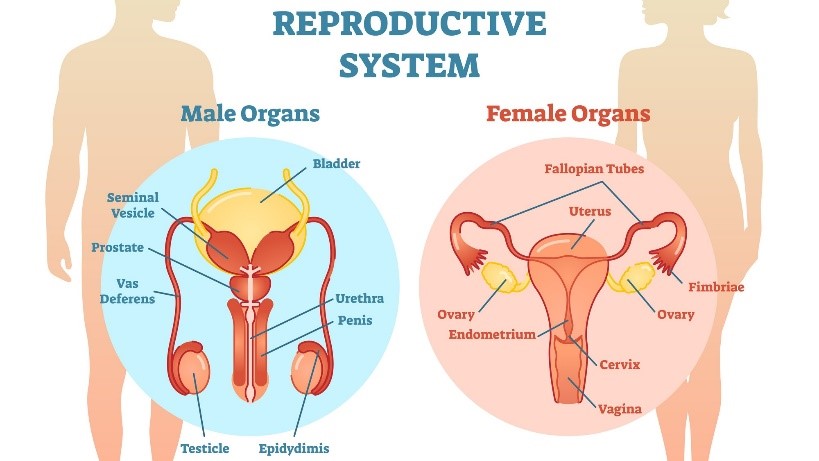 REPRODUCTIVE
SYSTEM
Male Organs
Bladder
Seminal
Vesicle
Prostate
Vas
Deferens
Urethra
Penis
Testicle
Epidydimis
Female Organs
Fallopian Tubes
Uterus
Fimbriae
Ovary
Ovary
Endometrium
Cervix
Vagina